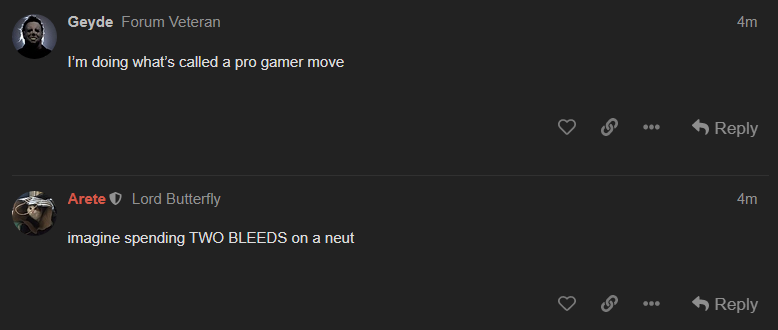 Geyde Forum Veteran 4m
I'm doing what's called a pro gamer move
Reply
Arete Lord Butterfly 4m
imagine spending TWO BLEEDS on a neut
Reply